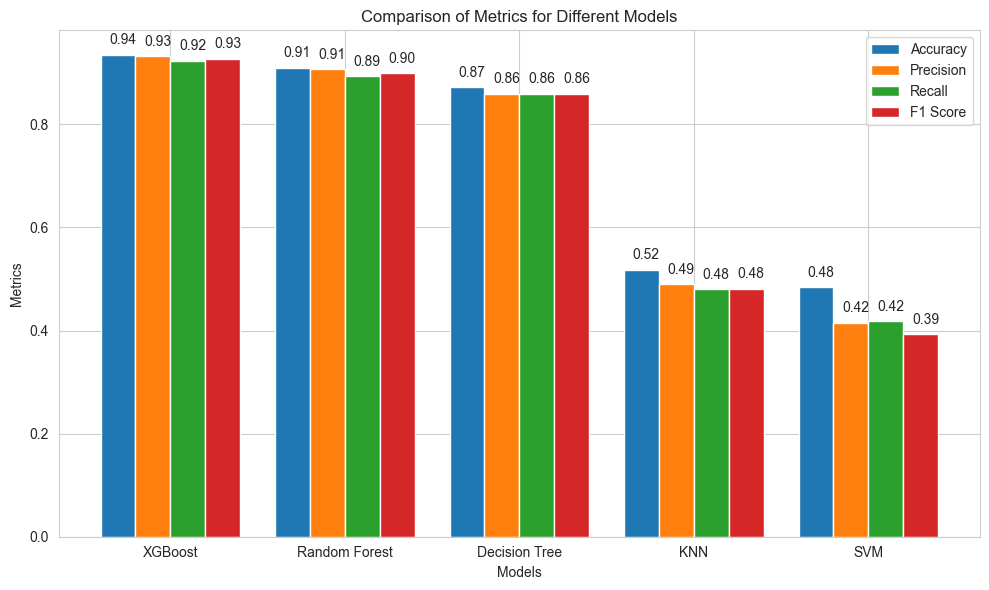 Comparison of Metrics for Different Models
0.94 0.93 0.92 0.93 0.91 0.91 0.89 0.90 0.87 0.86 0.86 0.86 0.52 0.49 0.48 0.48 0.48 0.42 0.42 0.39
Accuracy
Precision
Recall
F1 Score
Metrics
0.8
0.6
0.4
0.2
0.0
XGBoost Random Forest Decision Tree KNN SVM
Models